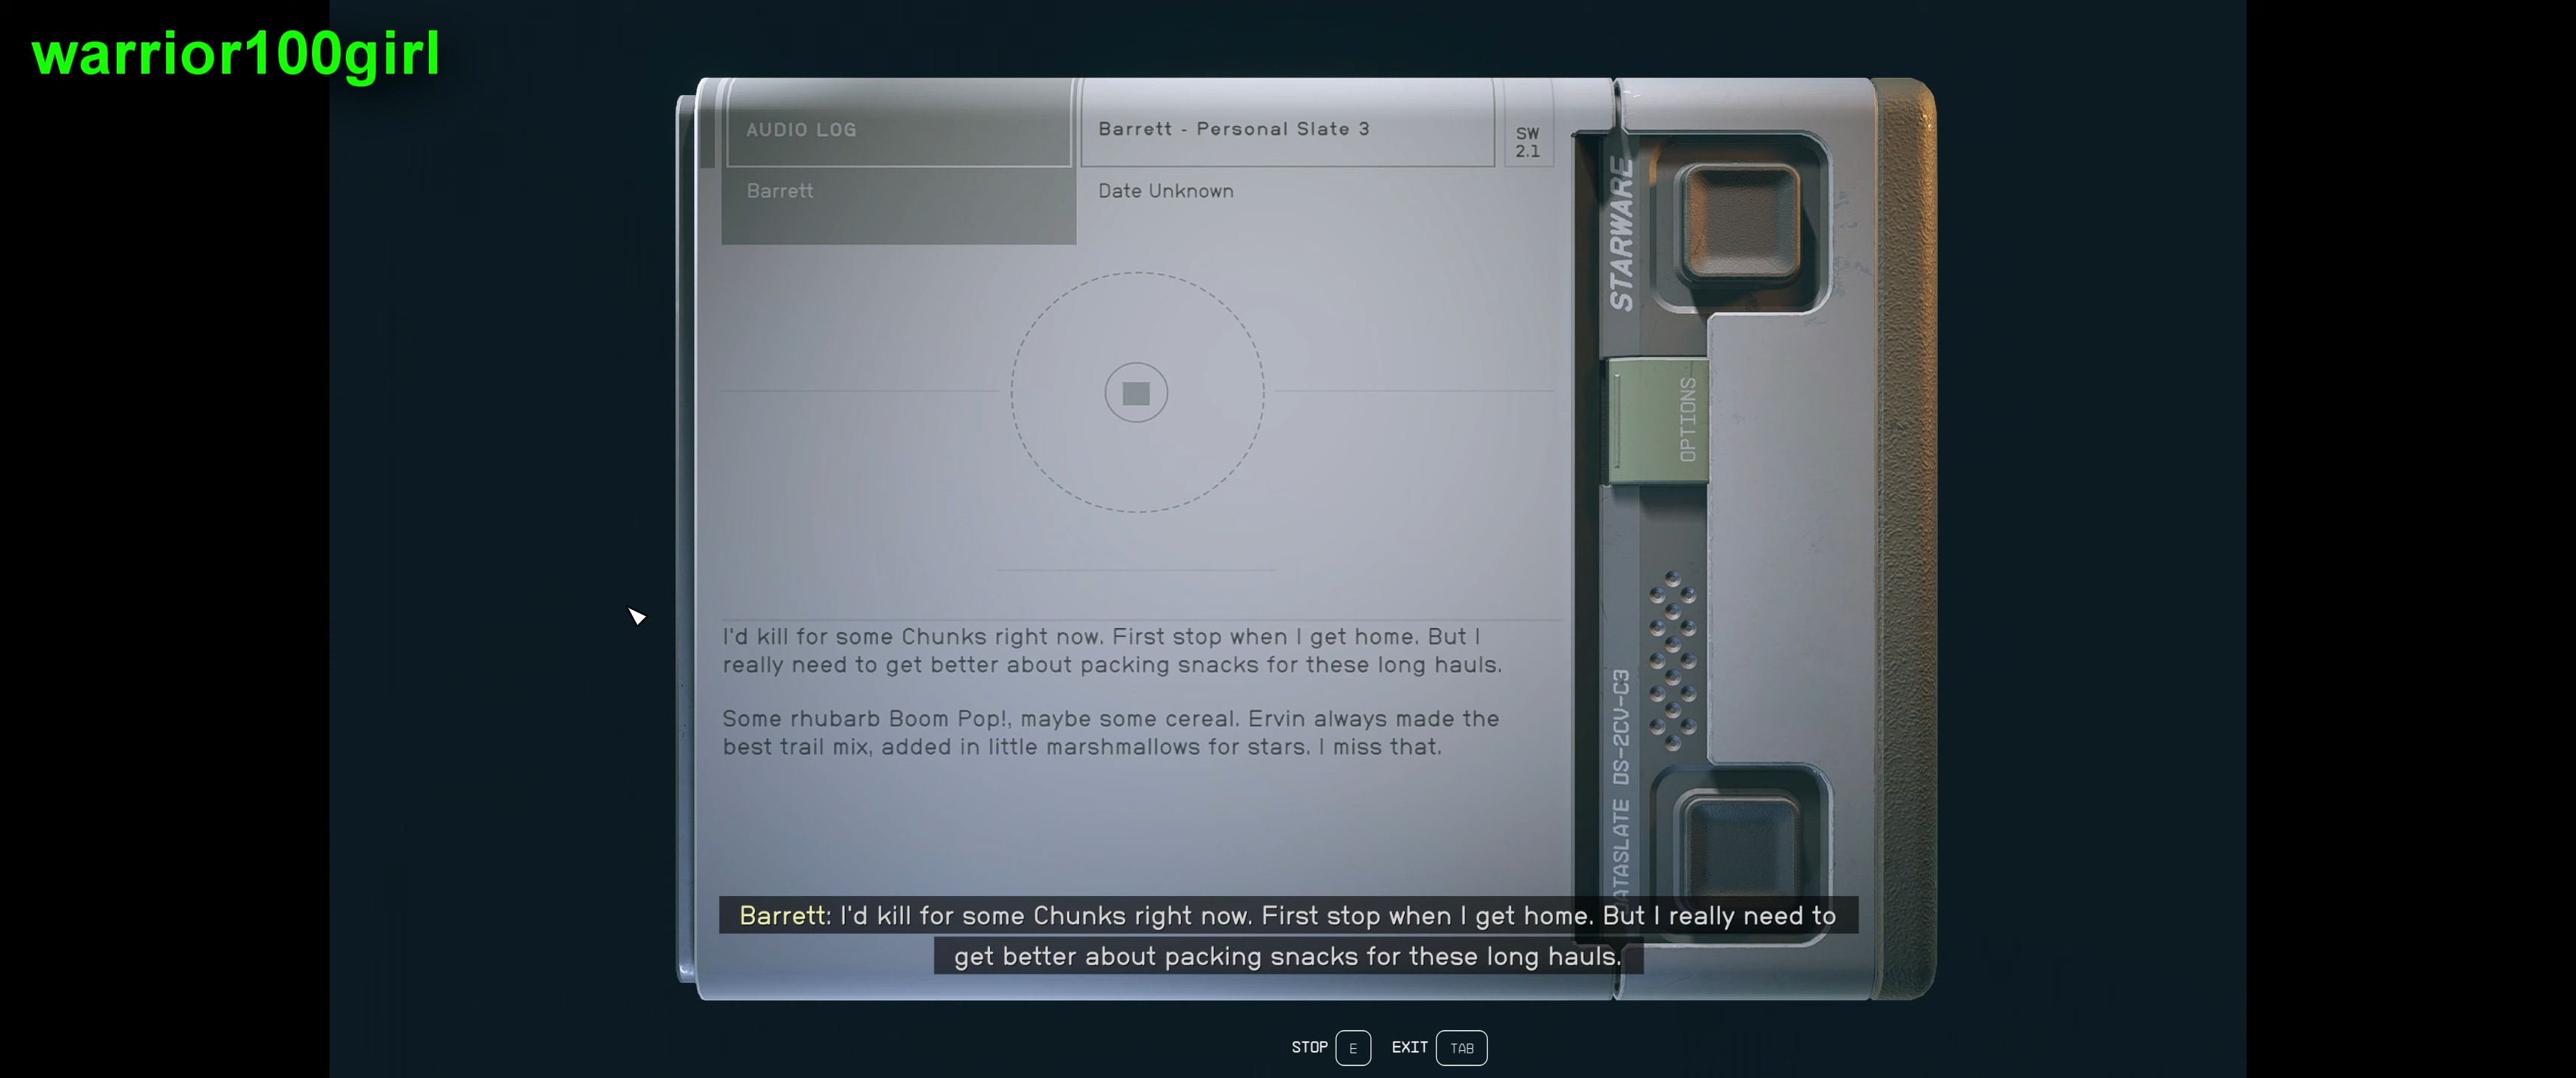 warrior100girl
AUDIO LOG
Barrett - Personal Slate 3
SW
2.1
Barrett
Date Unknown
STARWARE
OPTIONS
I'd kill for some Chunks right now. First stop when I get home. But I
really need to get better about packing snacks for these long hauls.
Some rhubarb Boom Pop!, maybe some cereal. Ervin always made the
best trail mix, added in little marshmallows for stars. I miss that.
DATASLATE DS-2CV-C3
Barrett: I'd kill for some Chunks right now. First stop when I get home. But I really need to
get better about packing snacks for these long hauls.
STOP E EXIT TAB